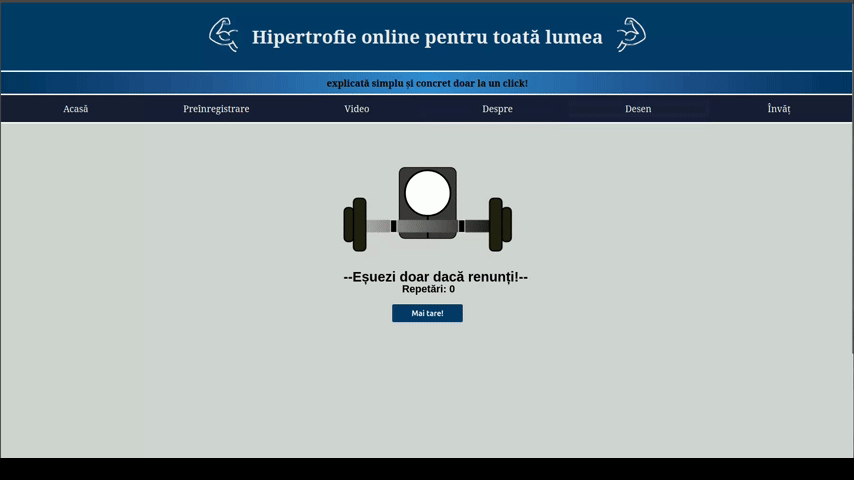 Hipertrofie online pentru toată lumea
explicată simplu și concret doar la un click!
Acasă Preînregistrare Video Despre Desen Învăț
--Eșuezi doar dacă renunți!--
Repetări: 0
Mai tare!